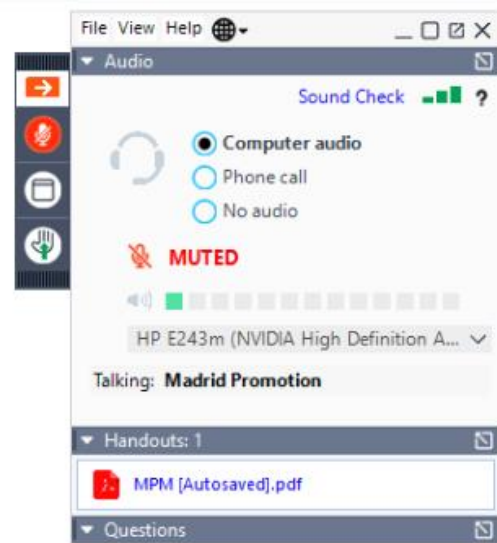 File View Help
Audio
Sound Check ?
Computer audio
Phone call
No audio
MUTED
HP E243m (NVIDIA High Definition A...
Talking: Madrid Promotion
Handouts: 1
MPM [Autosaved].pdf
Questions